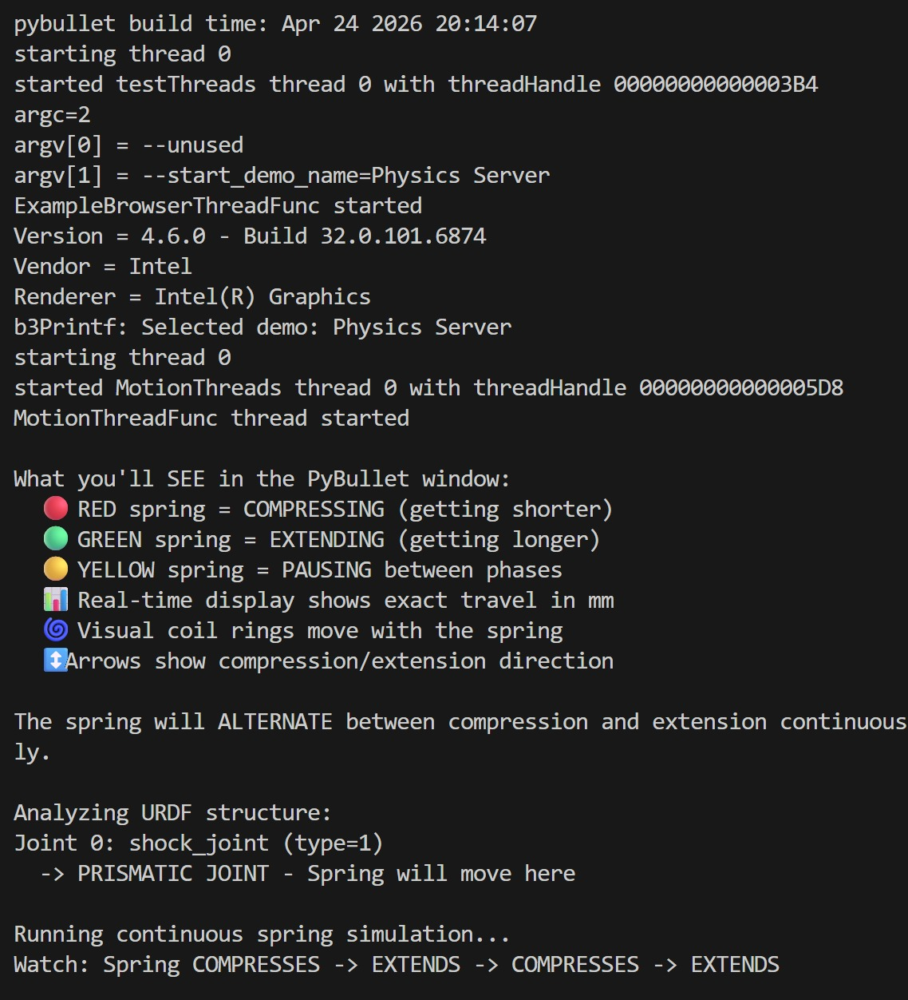 pybullet build time: Apr 24 2026 20:14:07
starting thread 0
started testThreads thread 0 with threadHandle 00000000000003B4
argc=2
argv[0] = --unused
argv[1] = --start_demo_name=Physics Server
ExampleBrowserThreadFunc started
Version = 4.6.0 - Build 32.0.101.6874
Vendor = Intel
Renderer = Intel(R) Graphics
b3Printf: Selected demo: Physics Server
starting thread 0
started MotionThreads thread 0 with threadHandle 00000000000005D8
MotionThreadFunc thread started
What you'll SEE in the PyBullet window:
🔴 RED spring = COMPRESSING (getting shorter)
🟢 GREEN spring = EXTENDING (getting longer)
🟡 YELLOW spring = PAUSING between phases
📊 Real-time display shows exact travel in mm
🌀 Visual coil rings move with the spring
↕️Arrows show compression/extension direction
The spring will ALTERNATE between compression and extension continuous
ly.
Analyzing URDF structure:
Joint 0: shock_joint (type=1)
-> PRISMATIC JOINT - Spring will move here
Running continuous spring simulation...
Watch: Spring COMPRESSES -> EXTENDS -> COMPRESSES -> EXTENDS